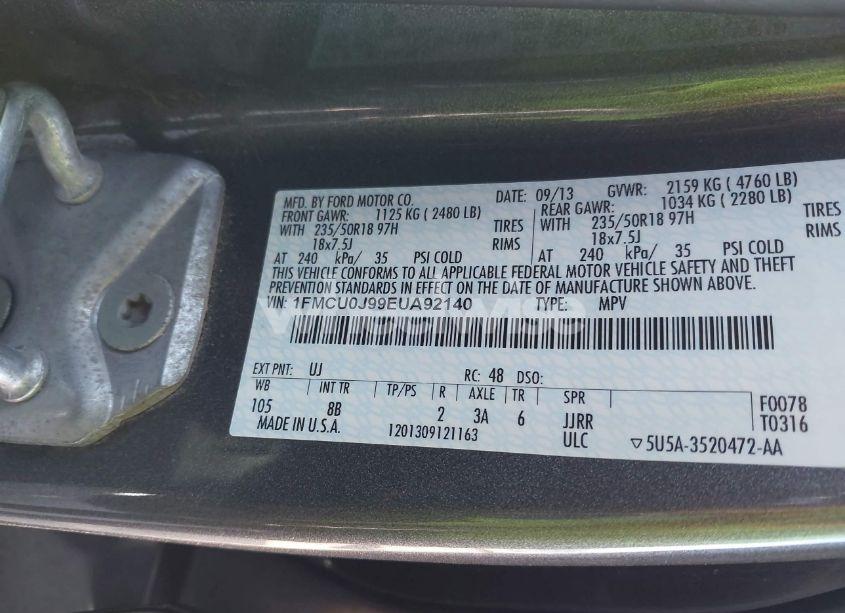 MFD. BY FORD MOTOR CO. DATE: 09/13 GVWR: 2159 KG ( 4760 LB)
FRONT GAWR: 1125 KG ( 2480 LB) REAR GAWR: 1034 KG ( 2280 LB)
WITH 235/50R18 97H TIRES WITH 235/50R18 97H TIRES
18x7.5J RIMS 18x7.5J RIMS
AT 240 kPa/ 35 PSI COLD AT 240 kPa/ 35 PSI COLD
THIS VEHICLE CONFORMS TO ALL APPLICABLE FEDERAL MOTOR VEHICLE SAFETY AND THEFT
PREVENTION STANDARDS IN EFFECT ON THE DATE OF MANUFACTURE SHOWN ABOVE.
VIN: 1FMCU0J99EUA92140 TYPE: MPV
EXT PNT: UJ RC: 48 DSO:
WB INT TR TP/PS R AXLE TR SPR F0078
105 8B 2 3A 6 JJRR T0316
MADE IN U.S.A. 1201309121163 ULC ▽5U5A-3520472-AA